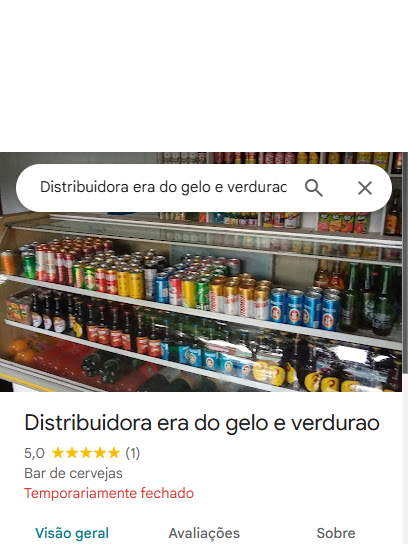 Distribuidora era do gelo e verdurao
Distribuidora era do gelo e verdurao
5,0 ★★★★★ (1)
Bar de cervejas
Temporariamente fechado
Visão geral Avaliações Sobre